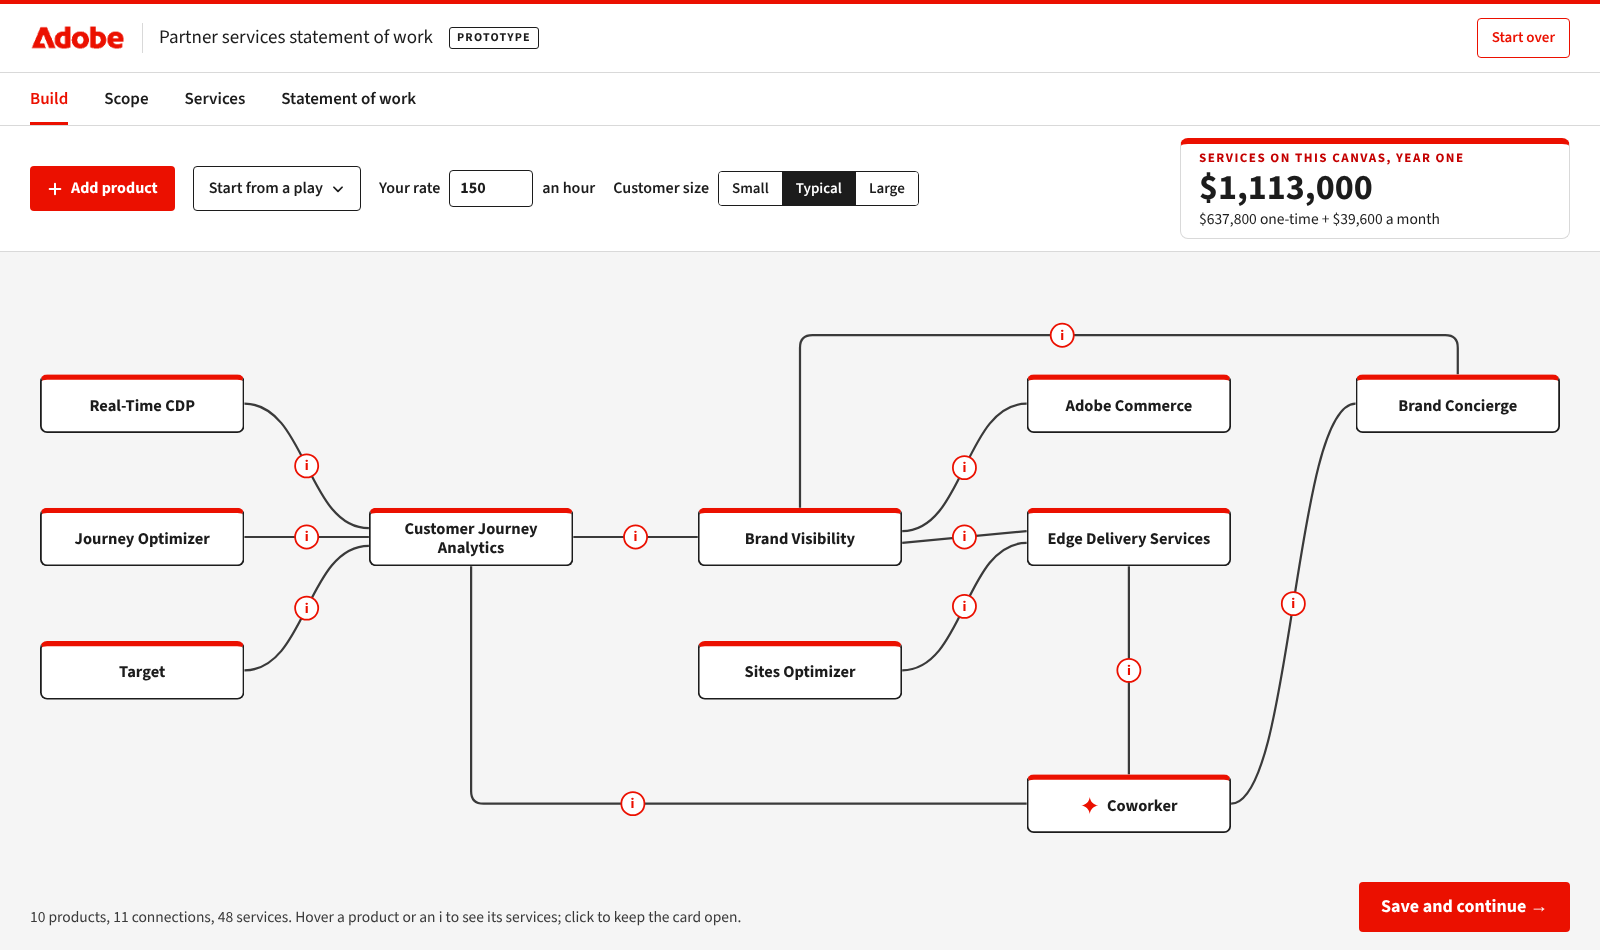 Adobe
Partner services statement of work
PROTOTYPE
Start over
Build
Scope
Services
Statement of work
+ Add product
Start from a play
Your rate
150
an hour
Customer size
Small
Typical
Large
SERVICES ON THIS CANVAS, YEAR ONE
$1,113,000
$637,800 one-time + $39,600 a month
i
Real-Time CDP
Adobe Commerce
Brand Concierge
i
i
Journey Optimizer
i
Customer Journey
Analytics
i
Brand Visibility
i
Edge Delivery Services
i
i
i
Target
Sites Optimizer
i
i
Coworker
10 products, 11 connections, 48 services. Hover a product or an i to see its services; click to keep the card open.
Save and continue →